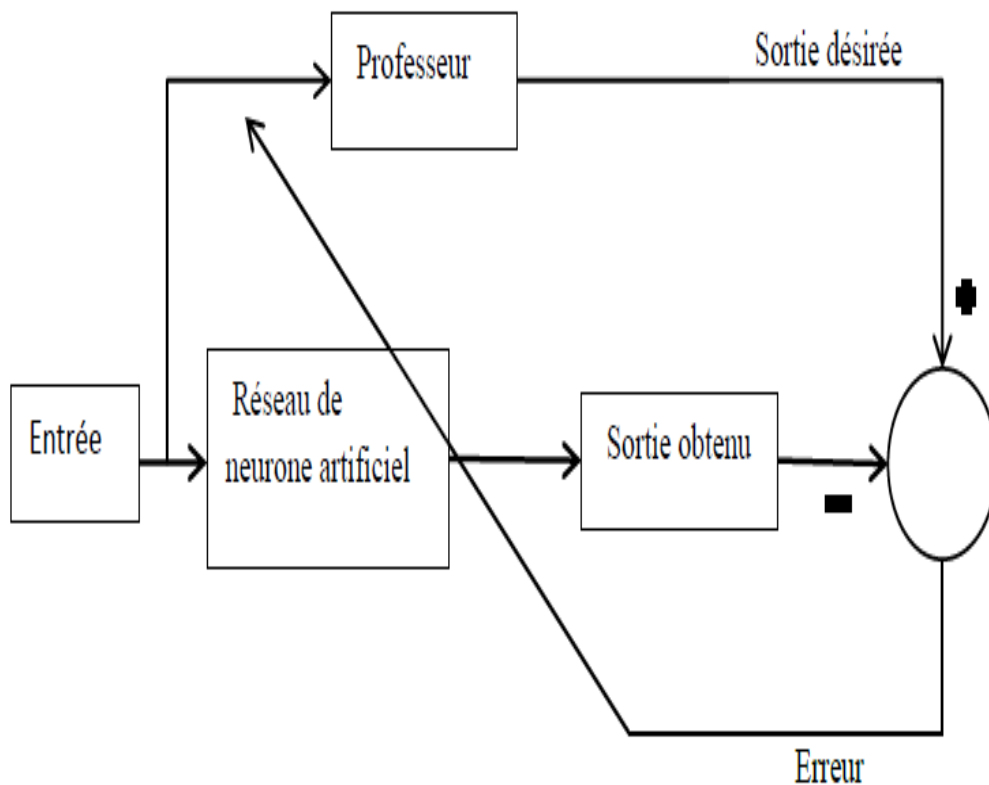 Professeur
Sortie désirée
+
Entrée
Réseau de
neurone artificiel
Sortie obtenu
-
Erreur